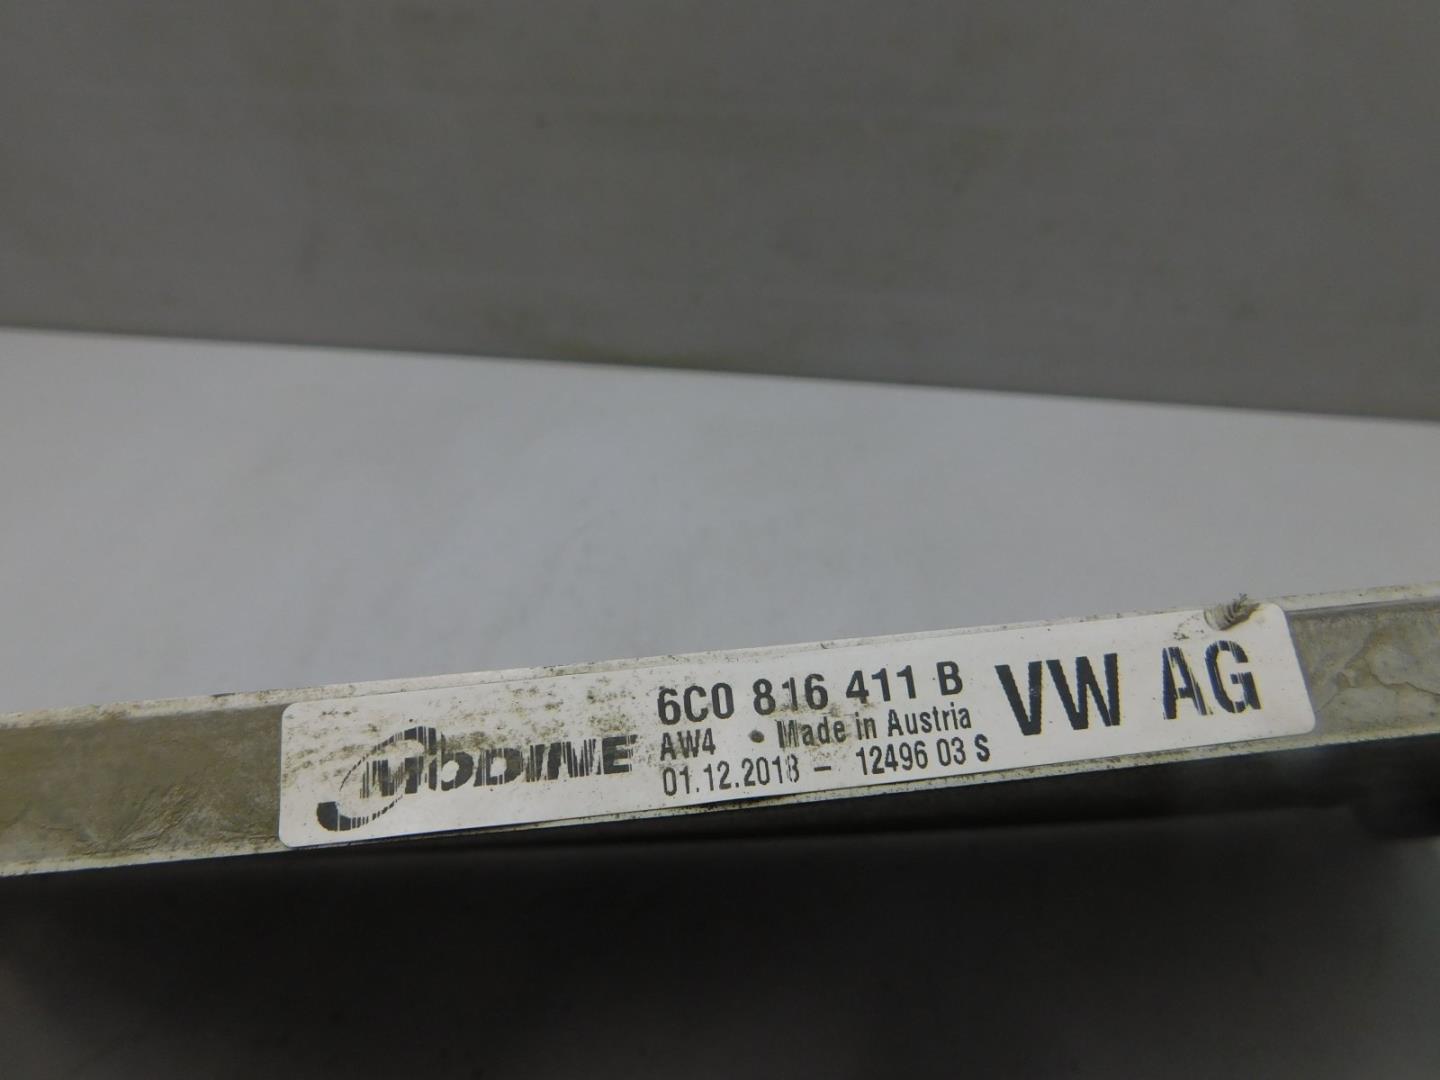 MODINE
6C0 816 411 B
AW4 • Made in Austria
01.12.2018 - 12496 03 S
VW AG